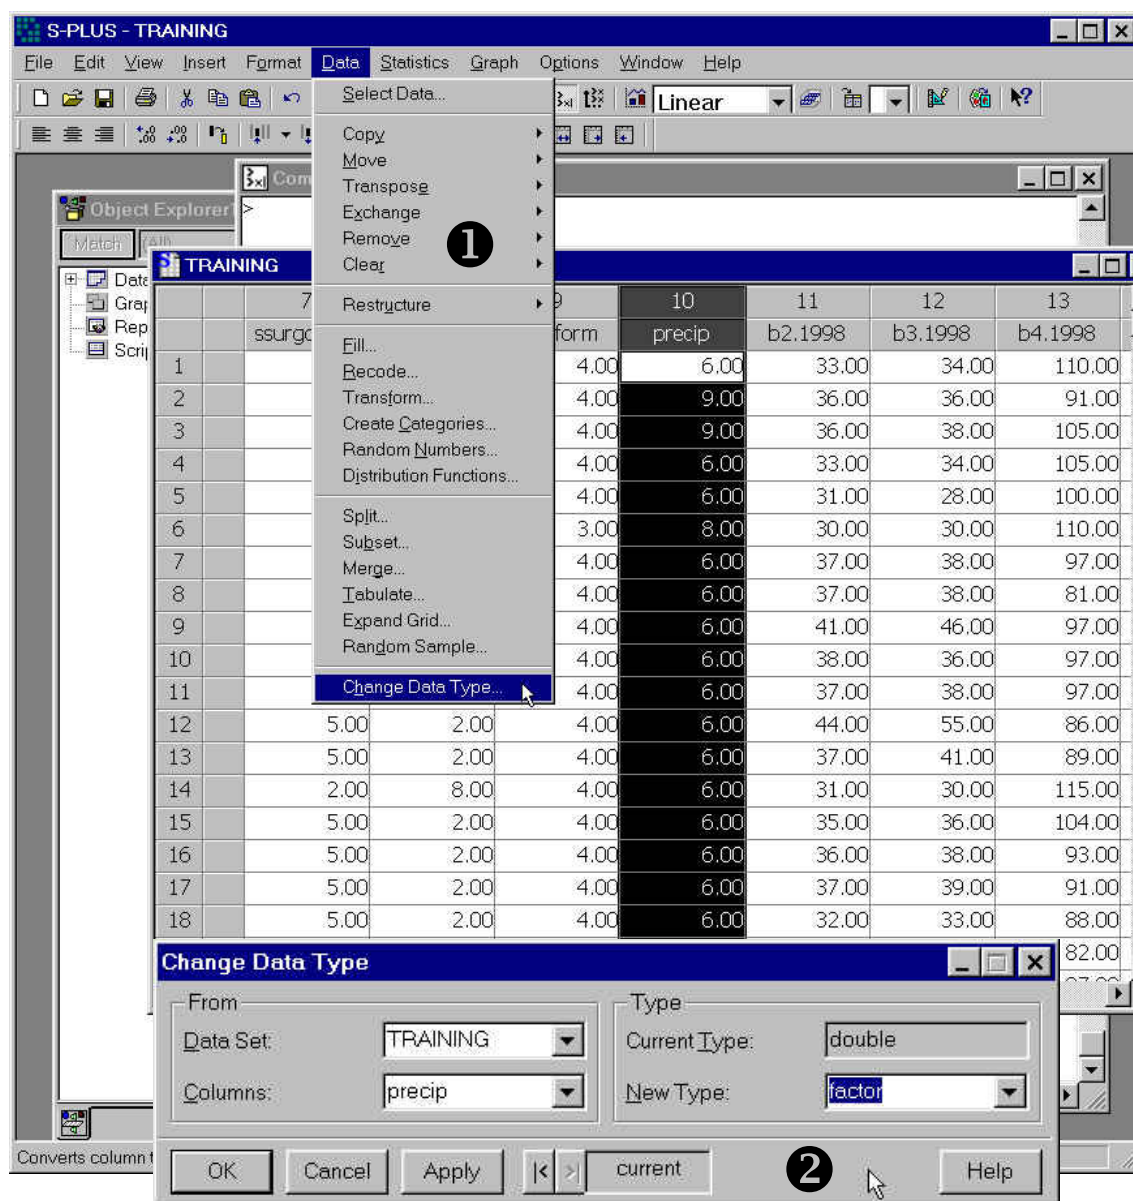 S-PLUS - TRAINING
File Edit View Insert Format Data Statistics Graph Options Window Help
Linear
Select Data...
Copy
Move
Transpose
Exchange
Remove
Clear
Restructure
Fill...
Recode...
Transform...
Create Categories...
Random Numbers...
Distribution Functions...
Split...
Subset...
Merge...
Tabulate...
Expand Grid...
Random Sample...
Change Data Type...
1
Object Explorer1
Match (All)
>
TRAINING
10 11 12 13
precip b2.1998 b3.1998 b4.1998
1 4.00 6.00 33.00 34.00 110.00
2 4.00 9.00 36.00 36.00 91.00
3 4.00 9.00 36.00 38.00 105.00
4 4.00 6.00 33.00 34.00 105.00
5 4.00 6.00 31.00 28.00 100.00
6 3.00 8.00 30.00 30.00 110.00
7 4.00 6.00 37.00 38.00 97.00
8 4.00 6.00 37.00 38.00 81.00
9 4.00 6.00 41.00 46.00 97.00
10 4.00 6.00 38.00 36.00 97.00
11 4.00 6.00 37.00 38.00 97.00
12 5.00 2.00 4.00 6.00 44.00 55.00 86.00
13 5.00 2.00 4.00 6.00 37.00 41.00 89.00
14 2.00 8.00 4.00 6.00 31.00 30.00 115.00
15 5.00 2.00 4.00 6.00 35.00 36.00 104.00
16 5.00 2.00 4.00 6.00 36.00 38.00 93.00
17 5.00 2.00 4.00 6.00 37.00 39.00 91.00
18 5.00 2.00 4.00 6.00 32.00 33.00 88.00
82.00
Change Data Type
From
Data Set: TRAINING
Columns: precip
Type
Current Type: double
New Type: factor
OK Cancel Apply |< >| current 2 Help
Converts column